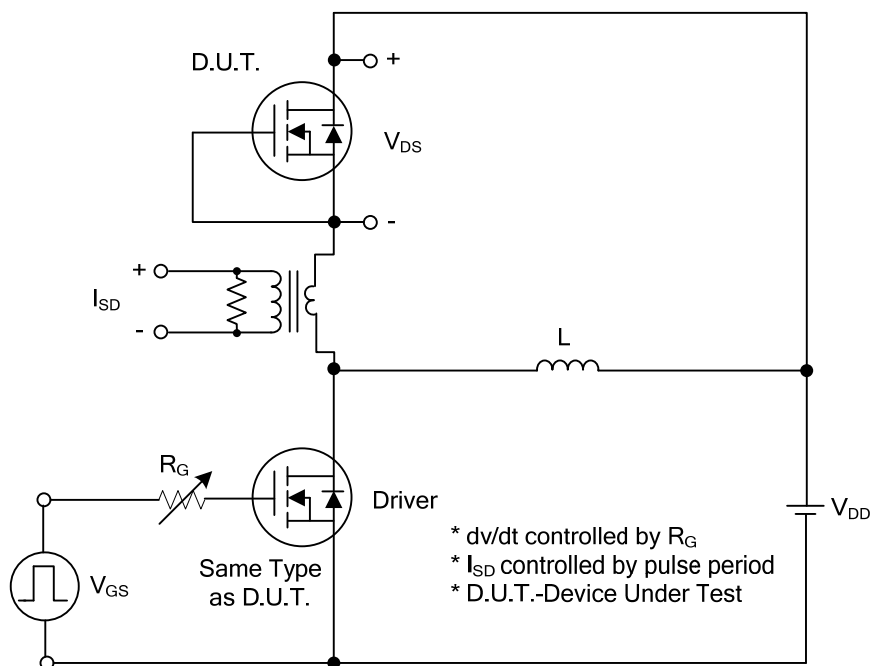 D.U.T.
+
V_DS
-
+
I_SD
-
L
R_G
Driver
V_DD
V_GS
Same Type
as D.U.T.
* dv/dt controlled by R_G
* I_SD controlled by pulse period
* D.U.T.-Device Under Test